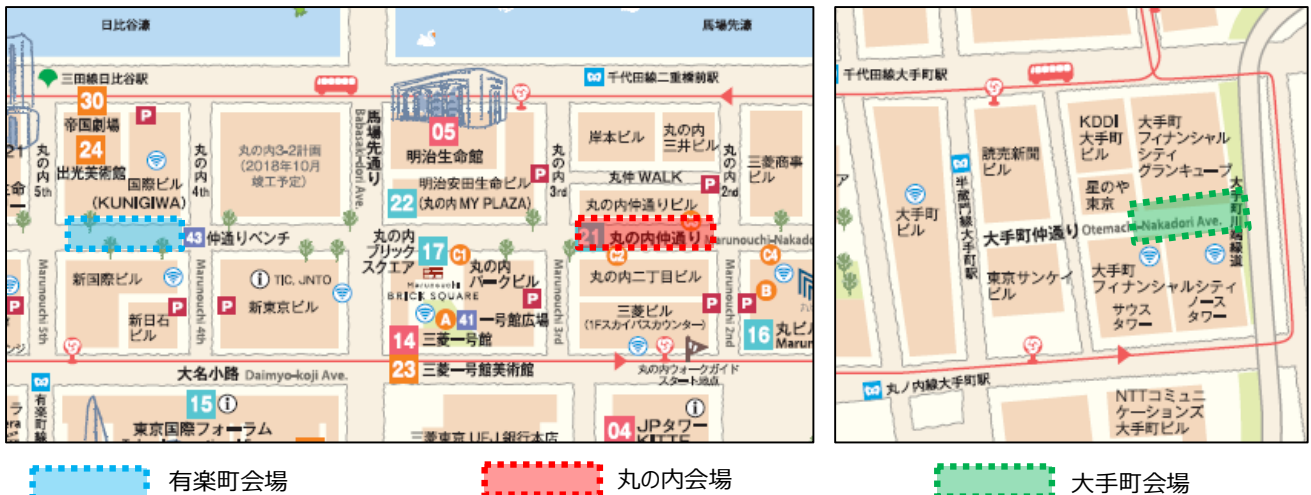 日比谷濠
馬場先濠
三田線日比谷駅
千代田線二重橋前駅
30
帝国劇場
24
出光美術館
P
国際ビル
(KUNIGIWA)
丸の内 5th
丸の内 4th
丸の内3-2計画
(2018年10月
竣工予定)
馬場先通り
Babasaki-dori Ave.
05
明治生命館
明治安田生命ビル
(丸の内 MY PLAZA)
22
P
丸の内 3rd
岸本ビル
丸の内
三井ビル
丸仲 WALK
P
丸の内 2nd
三菱商事
ビル
丸の内仲通りビル
43
仲通りベンチ
21
丸の内仲通り
Marunouchi-Nakado
C2
C4
17
丸の内
ブリック
スクエア
C1
丸の内
パークビル
Marunouchi
BRICK SQUARE
丸の内二丁目ビル
B
新国際ビル
P
新日石
ビル
Marunouchi 5th
Marunouchi 4th
P
TIC, JNTO
新東京ビル
A
41
一号館広場
P
14
三菱一号館
23
三菱一号館美術館
Marunouchi 3rd
三菱ビル
(1Fスカイバスカウンター)
P
P
Marunouchi 2nd
16
丸ビ
Marun
丸の内ウォークガイド
スタート地点
大名小路 Daimyo-koji Ave.
有楽町線
15
東京国際フォーラム
三菱東京UFJ銀行本店
04
JPタワー
KITTE
千代田線大手町駅
大手町
ビル
半蔵門線大手町駅
読売新聞
ビル
KDDI
大手町
ビル
大手町
フィナンシャル
シティ
グランキューブ
星のや
東京
大手町川端緑道
大手町仲通り Otemachi-Nakadori Ave.
東京サンケイ
ビル
大手町
フィナンシャルシティ
サウス
タワー
ノース
タワー
丸ノ内線大手町駅
NTTコミュニ
ケーションズ
大手町ビル
有楽町会場
丸の内会場
大手町会場